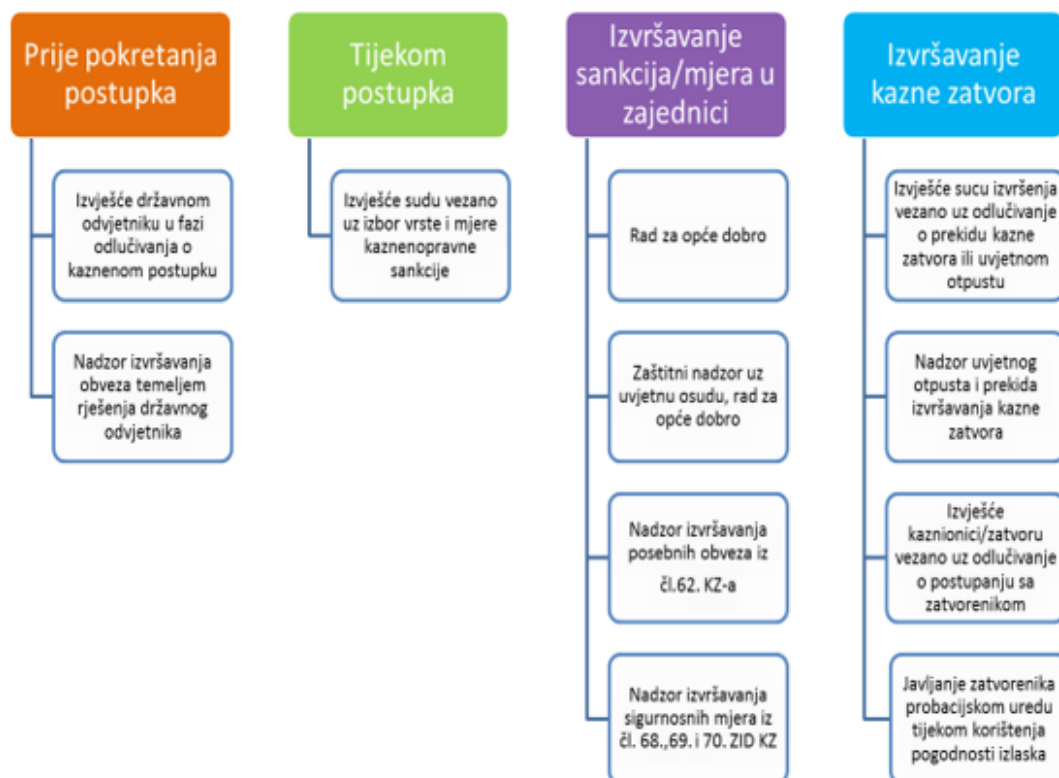 Prije pokretanja
postupka
Izvješće državnom
odvjetniku u fazi
odlučivanja o
kaznenom postupku
Nadzor izvršavanja
obveza temeljem
rješenja državnog
odvjetnika
Tijekom
postupka
Izvješće sudu vezano
uz izbor vrste i mjere
kaznenopravne
sankcije
Izvršavanje
sankcija/mjera u
zajednici
Rad za opće dobro
Zaštitni nadzor uz
uvjetnu osudu, rad za
opće dobro
Nadzor izvršavanja
posebnih obveza iz
čl.62. KZ-a
Nadzor izvršavanja
sigurnosnih mjera iz
čl. 68.,69. i 70. ZID KZ
Izvršavanje
kazne zatvora
Izvješće sucu izvršenja
vezano uz odlučivanje
o prekidu kazne
zatvora ili uvjetnom
otpustu
Nadzor uvjetnog
otpusta i prekida
izvršavanja kazne
zatvora
Izvješće
kaznionici/zatvoru
vezano uz odlučivanje
o postupanju sa
zatvorenikom
Javljanje zatvorenika
probacijskom uredu
tijekom korištenja
pogodnosti izlaska